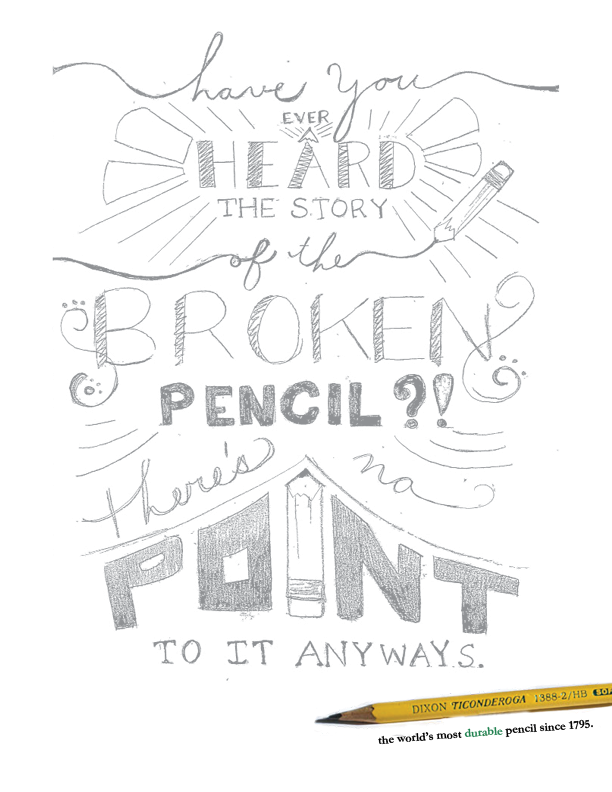 have you
EVER
HEARD
THE STORY
of the
BROKEN
PENCIL?!
there's no
POINT
TO IT ANYWAYS.
DIXON TICONDEROGA 1388-2/HB
the world's most durable pencil since 1795.